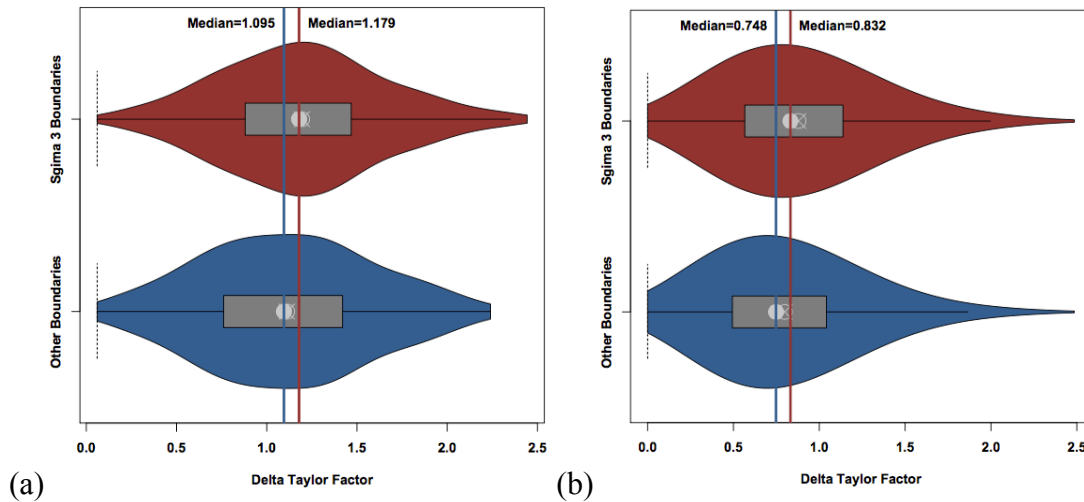 Median=1.095 Median=1.179
Sgima 3 Boundaries
Other Boundaries
0.0 0.5 1.0 1.5 2.0 2.5
Delta Taylor Factor
(a)
Median=0.748 Median=0.832
Sgima 3 Boundaries
Other Boundaries
0.0 0.5 1.0 1.5 2.0 2.5
Delta Taylor Factor
(b)